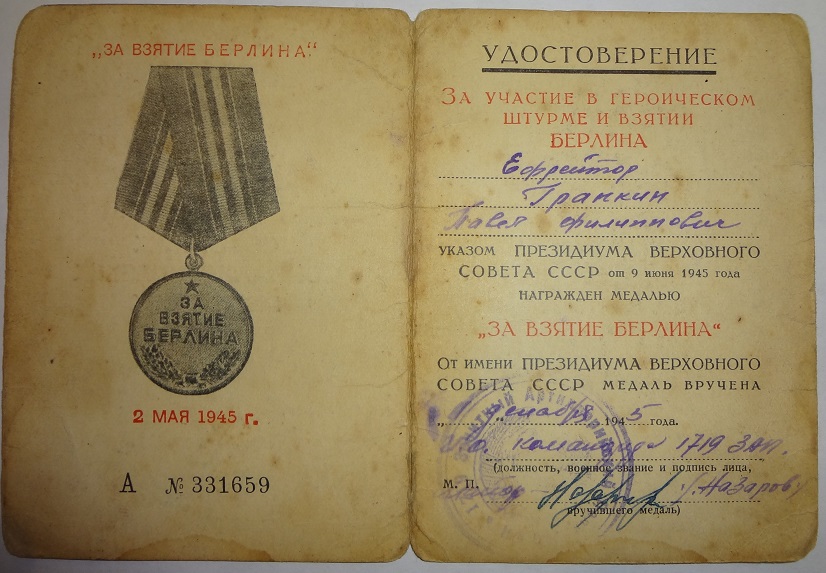 „ЗА ВЗЯТИЕ БЕРЛИНА“
ЗА
ВЗЯТИЕ
БЕРЛИНА
2 МАЯ 1945 г.
А № 331659
УДОСТОВЕРЕНИЕ
ЗА УЧАСТИЕ В ГЕРОИЧЕСКОМ
ШТУРМЕ И ВЗЯТИИ
БЕРЛИНА
Ефрейтор
Гранкин
Павел Филиппович
УКАЗОМ ПРЕЗИДИУМА ВЕРХОВНОГО
СОВЕТА СССР от 9 июня 1945 года
НАГРАЖДЕН МЕДАЛЬЮ
„ЗА ВЗЯТИЕ БЕРЛИНА“
От имени ПРЕЗИДИУМА ВЕРХОВНОГО
СОВЕТА СССР МЕДАЛЬ ВРУЧЕНА
„ “ декабря 1945 года.
командира 1719 ЗАП.
(должность, военное звание и подпись лица,
М. П. майор /Назаров/
вручившего медаль)